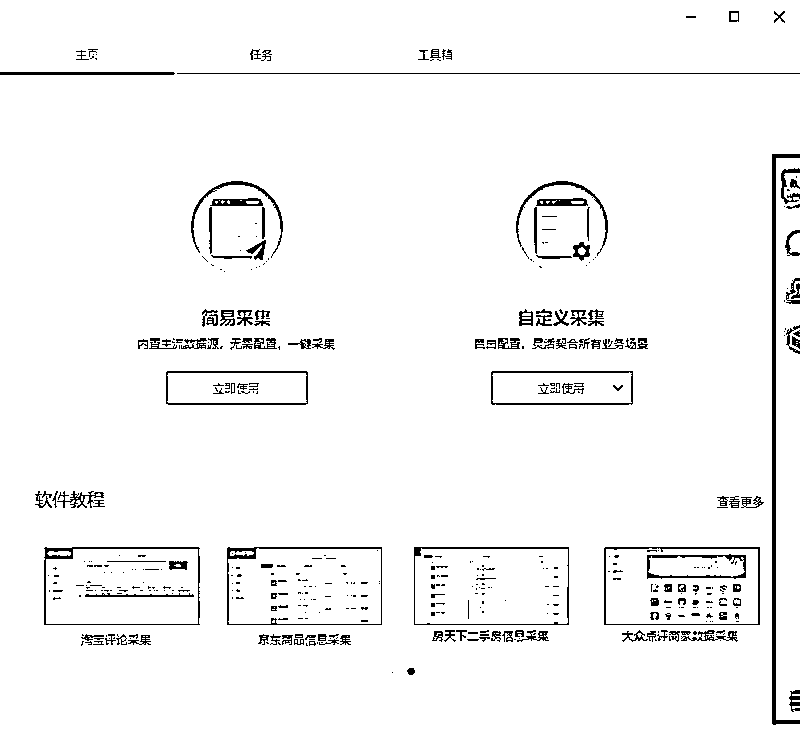 主页
任务
工具箱
简易采集
内置主流数据源，无需配置，一键采集
立即使用
自定义采集
自由配置，灵活契合所有业务场景
立即使用
软件教程
查看更多
淘宝评论采集
京东商品信息采集
房天下二手房信息采集
大众点评商家数据采集